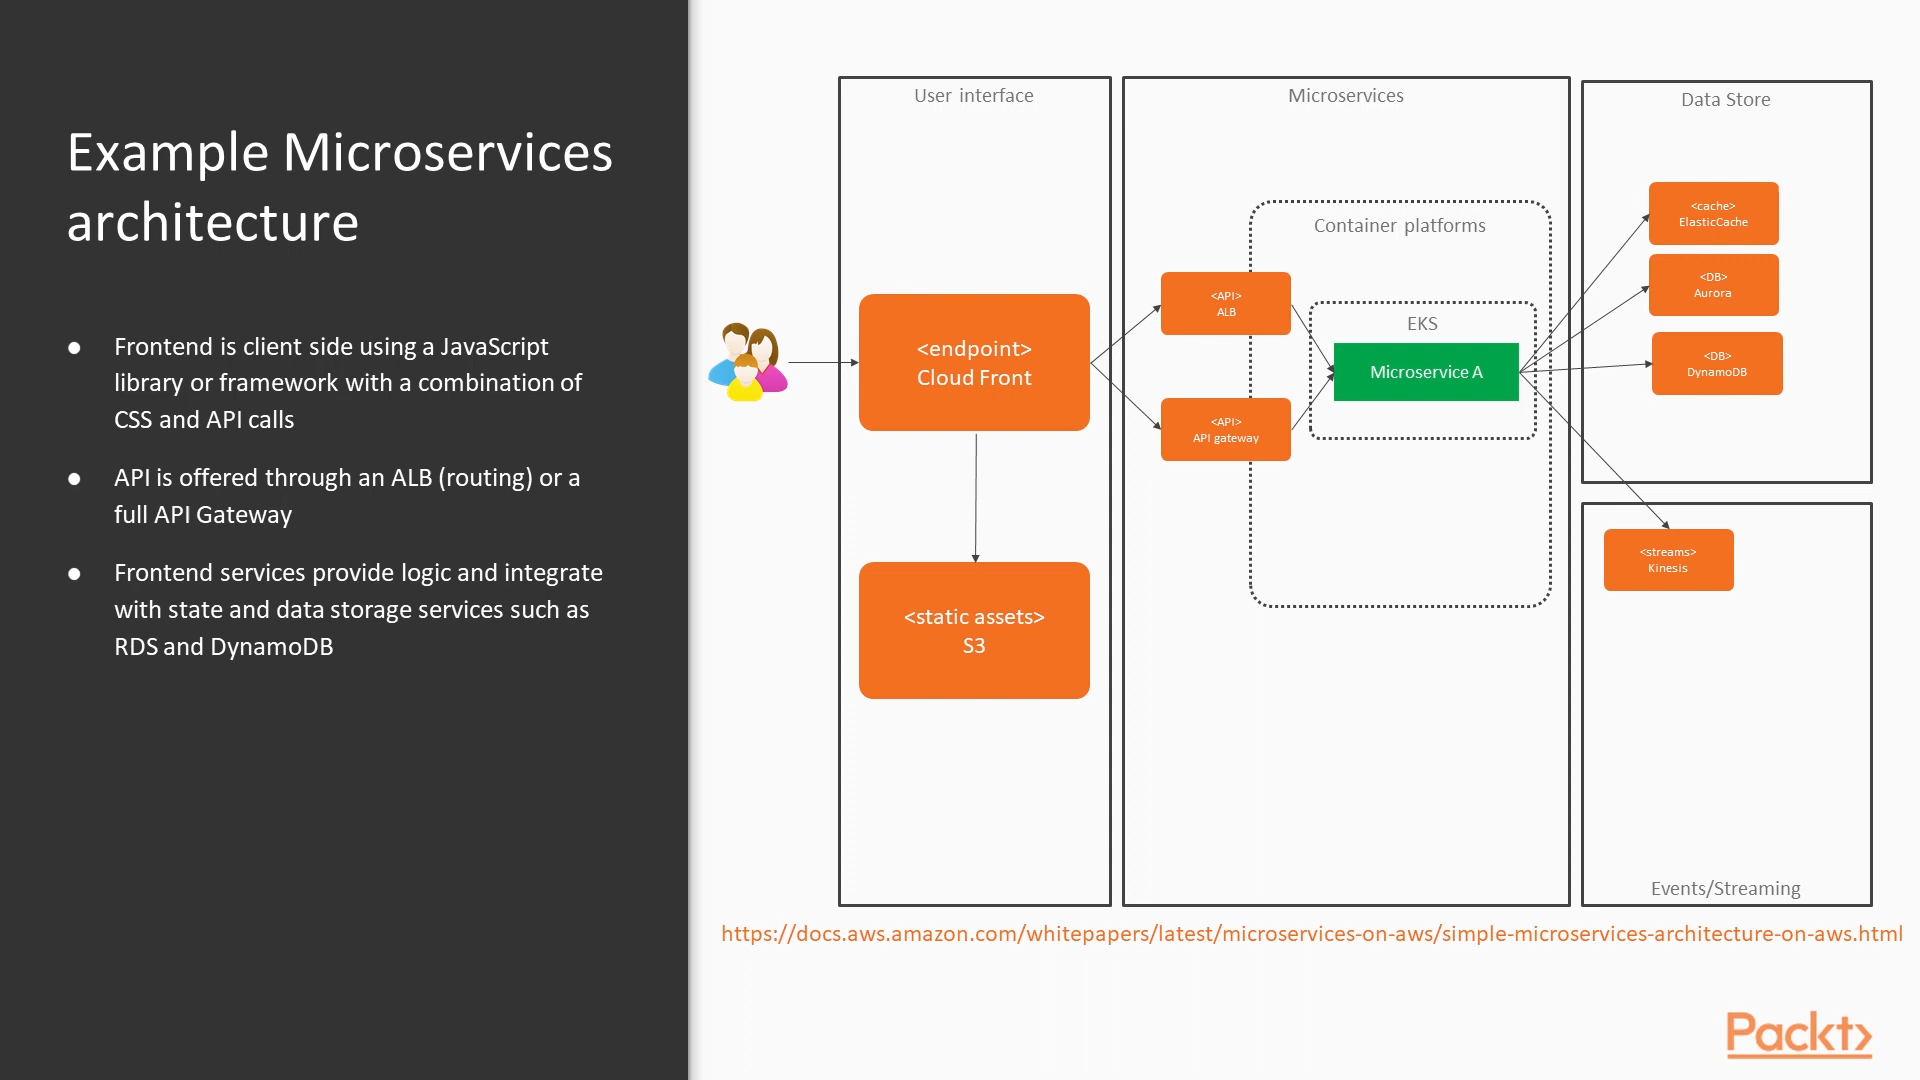 Example Microservices
architecture
● Frontend is client side using a JavaScript
library or framework with a combination of
CSS and API calls
● API is offered through an ALB (routing) or a
full API Gateway
● Frontend services provide logic and integrate
with state and data storage services such as
RDS and DynamoDB
User interface
<endpoint>
Cloud Front
<static assets>
S3
Microservices
Container platforms
<API>
ALB
<API>
API gateway
EKS
Microservice A
Data Store
<cache>
ElasticCache
<DB>
Aurora
<DB>
DynamoDB
<streams>
Kinesis
Events/Streaming
https://docs.aws.amazon.com/whitepapers/latest/microservices-on-aws/simple-microservices-architecture-on-aws.html
Packt>